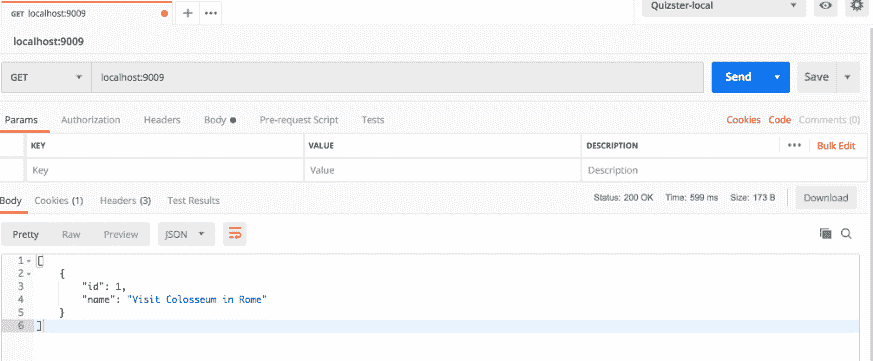 GET localhost:9009
Quizster-local
localhost:9009
GET localhost:9009 Send Save
Params Authorization Headers Body Pre-request Script Tests Cookies Code Comments (0)
KEY VALUE DESCRIPTION Bulk Edit
Key Value Description
Body Cookies (1) Headers (3) Test Results Status: 200 OK Time: 599 ms Size: 173 B Download
Pretty Raw Preview JSON
1 [
2 {
3 "id": 1,
4 "name": "Visit Colosseum in Rome"
5 }
6 ]